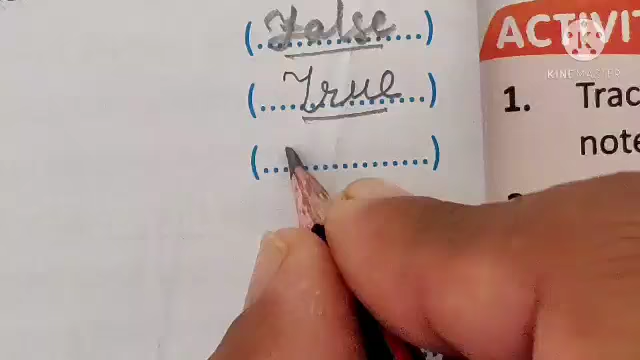 (False)
ACTIVIT
KINEMASTER
(True)
1. Trac
note
(..................)